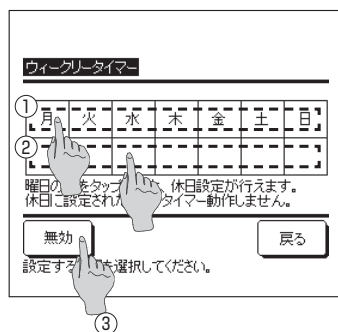 ウィークリータイマー
①
月 火 水 木 金 土 日
②
曜日の をタップ 、休日設定が行えます。
休日に設定され タイマー動作しません。
無効 戻る
設定する を選択してください。
③